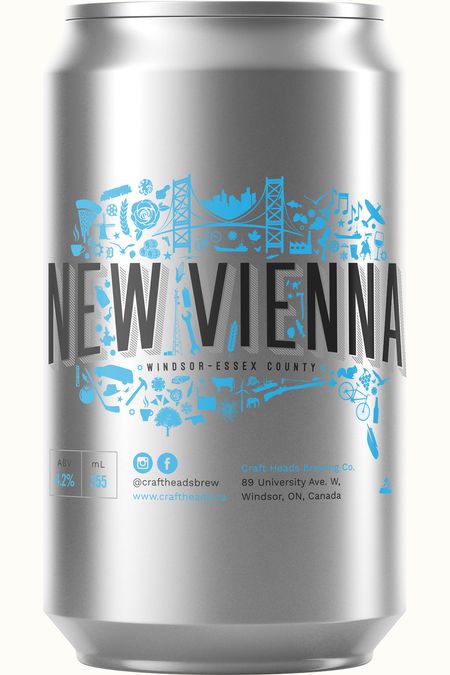 NEW VIENNA
WINDSOR-ESSEX COUNTY
ABV mL
4.2% 355
@craftheadsbrew
www.craftheads.ca
Craft Heads Brewing Co.
89 University Ave. W,
Windsor, ON, Canada